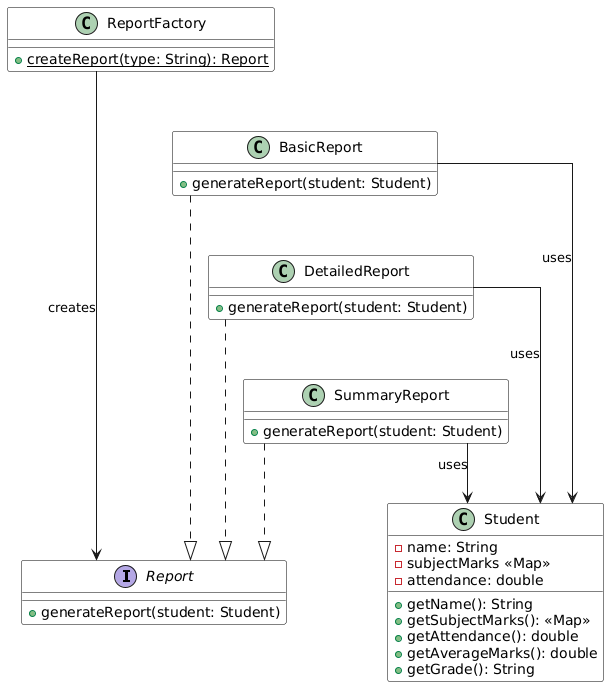 C ReportFactory
createReport(type: String): Report
C BasicReport
generateReport(student: Student)
uses
C DetailedReport
generateReport(student: Student)
creates
uses
C SummaryReport
generateReport(student: Student)
uses
C Student
name: String
subjectMarks «Map»
attendance: double
getName(): String
getSubjectMarks(): «Map»
getAttendance(): double
getAverageMarks(): double
getGrade(): String
I Report
generateReport(student: Student)